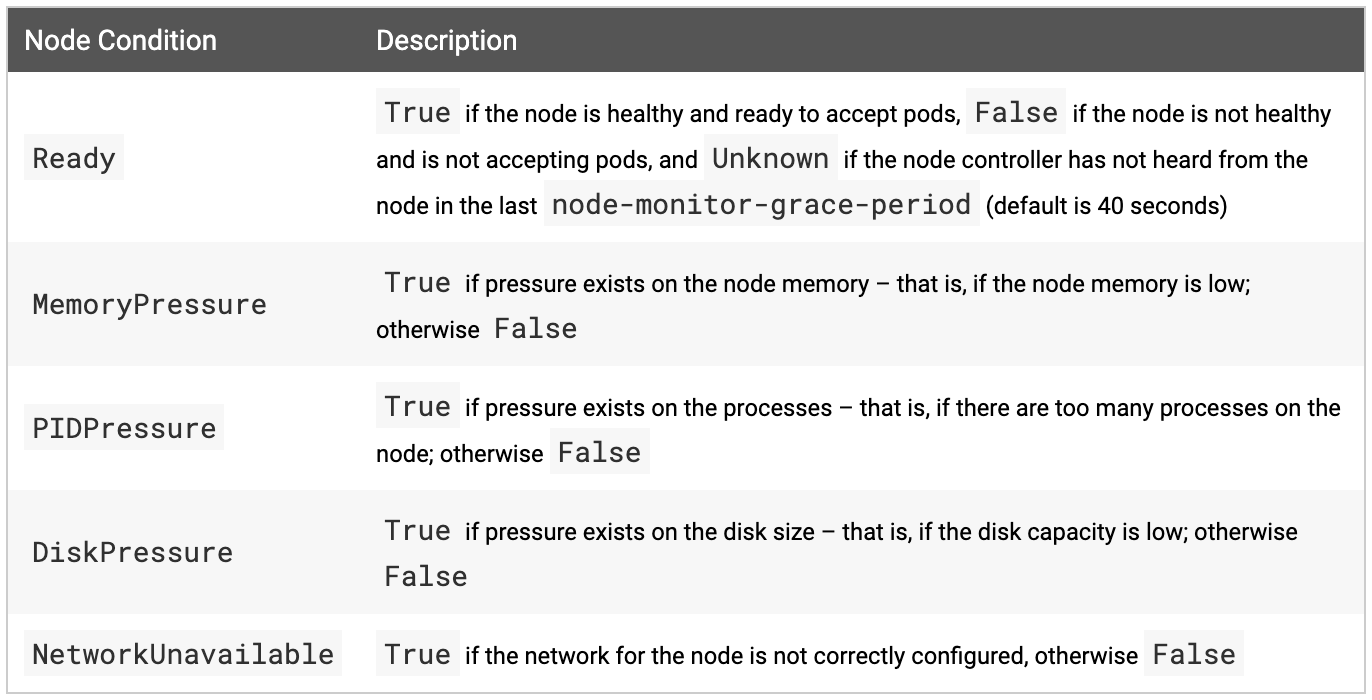 Node Condition Description
Ready
True if the node is healthy and ready to accept pods, False if the node is not healthy
and is not accepting pods, and Unknown if the node controller has not heard from the
node in the last node-monitor-grace-period (default is 40 seconds)
MemoryPressure
True if pressure exists on the node memory – that is, if the node memory is low;
otherwise False
PIDPressure
True if pressure exists on the processes – that is, if there are too many processes on the
node; otherwise False
DiskPressure
True if pressure exists on the disk size – that is, if the disk capacity is low; otherwise
False
NetworkUnavailable True if the network for the node is not correctly configured, otherwise False